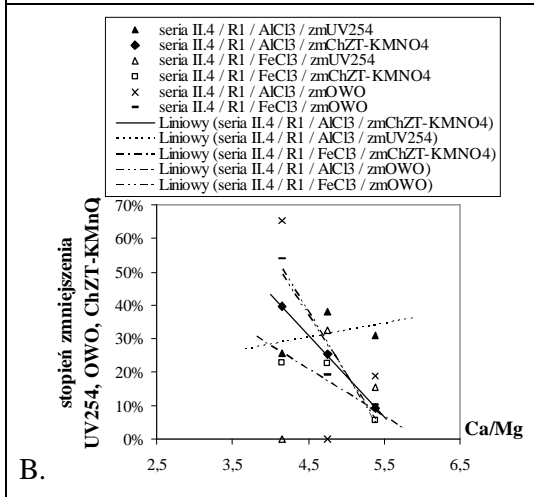 seria II.4 / R1 / AlCl3 / zmUV254
seria II.4 / R1 / AlCl3 / zmChZT-KMNO4
seria II.4 / R1 / FeCl3 / zmUV254
seria II.4 / R1 / FeCl3 / zmChZT-KMNO4
seria II.4 / R1 / AlCl3 / zmOWO
seria II.4 / R1 / FeCl3 / zmOWO
Liniowy (seria II.4 / R1 / AlCl3 / zmChZT-KMNO4)
Liniowy (seria II.4 / R1 / AlCl3 / zmUV254)
Liniowy (seria II.4 / R1 / FeCl3 / zmChZT-KMNO4)
Liniowy (seria II.4 / R1 / AlCl3 / zmOWO)
Liniowy (seria II.4 / R1 / FeCl3 / zmOWO)
stopień zmniejszenia
UV254, OWO, ChZT-KMnO,
70%
60%
50%
40%
30%
20%
10%
0%
Ca/Mg
2,5
3,5
4,5
5,5
6,5
B.